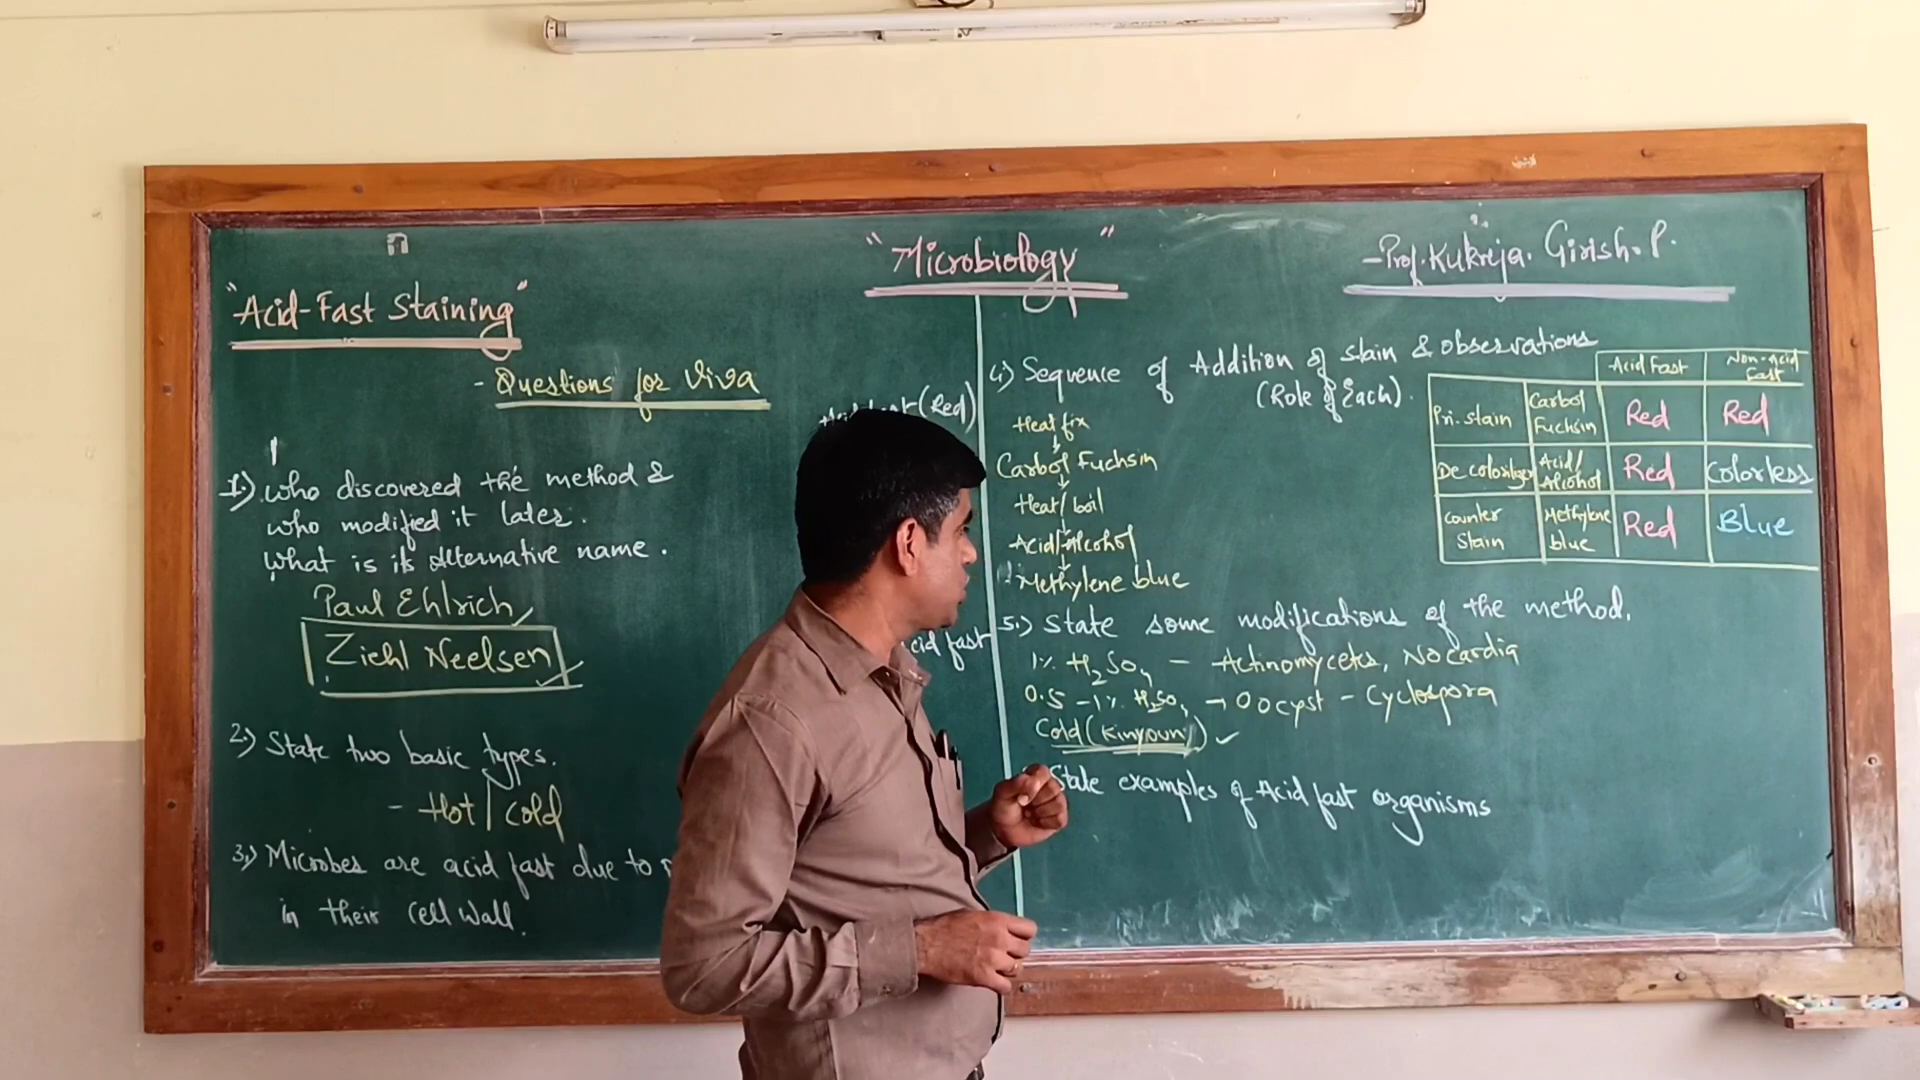 "Microbiology"
- Prof. Kukreja. Girish. P.
"Acid-Fast Staining"
- Questions for Viva
1.) Who discovered the method &
who modified it later.
What is its alternative name.
Paul Ehlrich
Ziehl Neelsen
2.) State two basic types.
- Hot / Cold
3.) Microbes are acid fast due to
in their cell wall.
(Red)
cid fast
4.) Sequence of Addition of stain & observations
(Role of Each).
Heat fix
Carbol Fuchsin
Heat / boil
Acid / Alcohol
Methylene blue
Acid Fast Non-acid Fast
Pri. Stain Carbol Fuchsin Red Red
Decolorilizer Acid/ Alcohol Red Colorless
Counter Stain Methylene blue Red Blue
5.) State some modifications of the method.
1% H2SO4 - Actinomycetes, Nocardia
0.5 - 1% H2SO4 → Oocyst - Cyclospora
Cold (Kinyoun)
State examples of Acid fast organisms